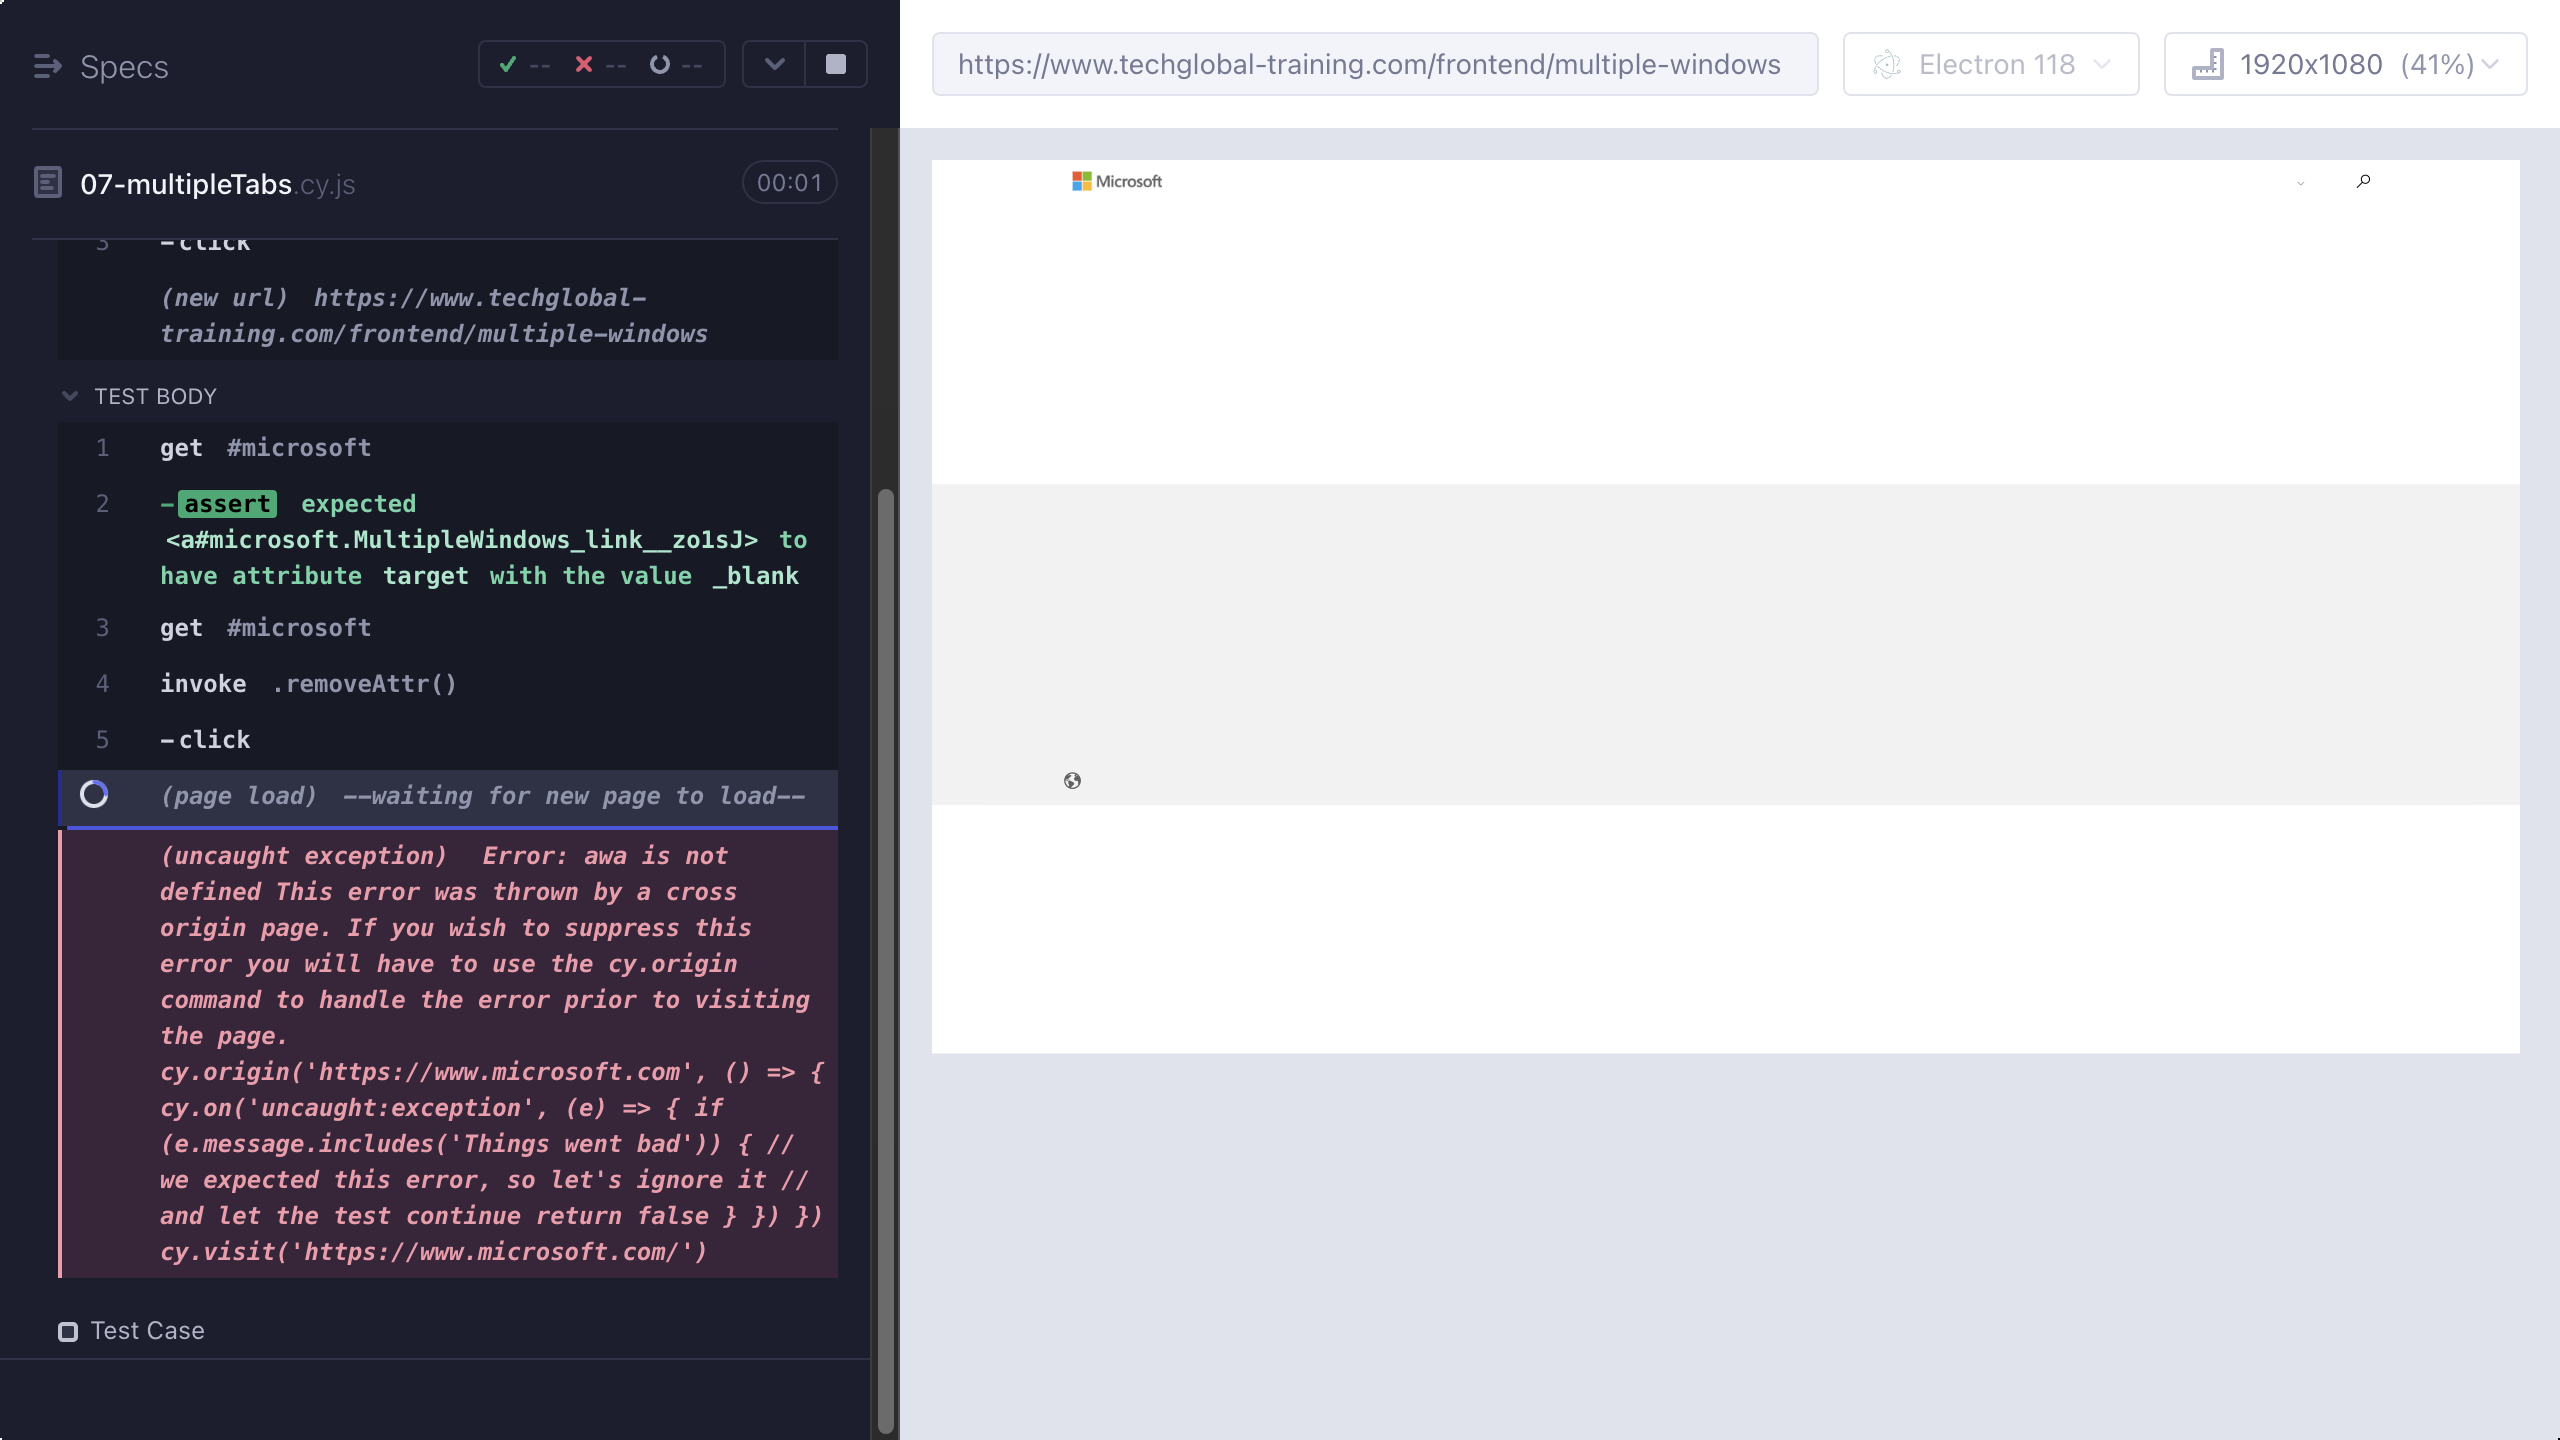 Specs
-- -- --
https://www.techglobal-training.com/frontend/multiple-windows
Electron 118
1920x1080 (41%)
07-multipleTabs.cy.js
00:01
Microsoft
3 -click
(new url) https://www.techglobal-
training.com/frontend/multiple-windows
TEST BODY
1 get #microsoft
2 -assert expected
<a#microsoft.MultipleWindows_link__zo1sJ> to
have attribute target with the value _blank
3 get #microsoft
4 invoke .removeAttr()
5 -click
(page load) --waiting for new page to load--
(uncaught exception) Error: awa is not
defined This error was thrown by a cross
origin page. If you wish to suppress this
error you will have to use the cy.origin
command to handle the error prior to visiting
the page.
cy.origin('https://www.microsoft.com', () => {
cy.on('uncaught:exception', (e) => { if
(e.message.includes('Things went bad')) { //
we expected this error, so let's ignore it //
and let the test continue return false } }) })
cy.visit('https://www.microsoft.com/')
Test Case